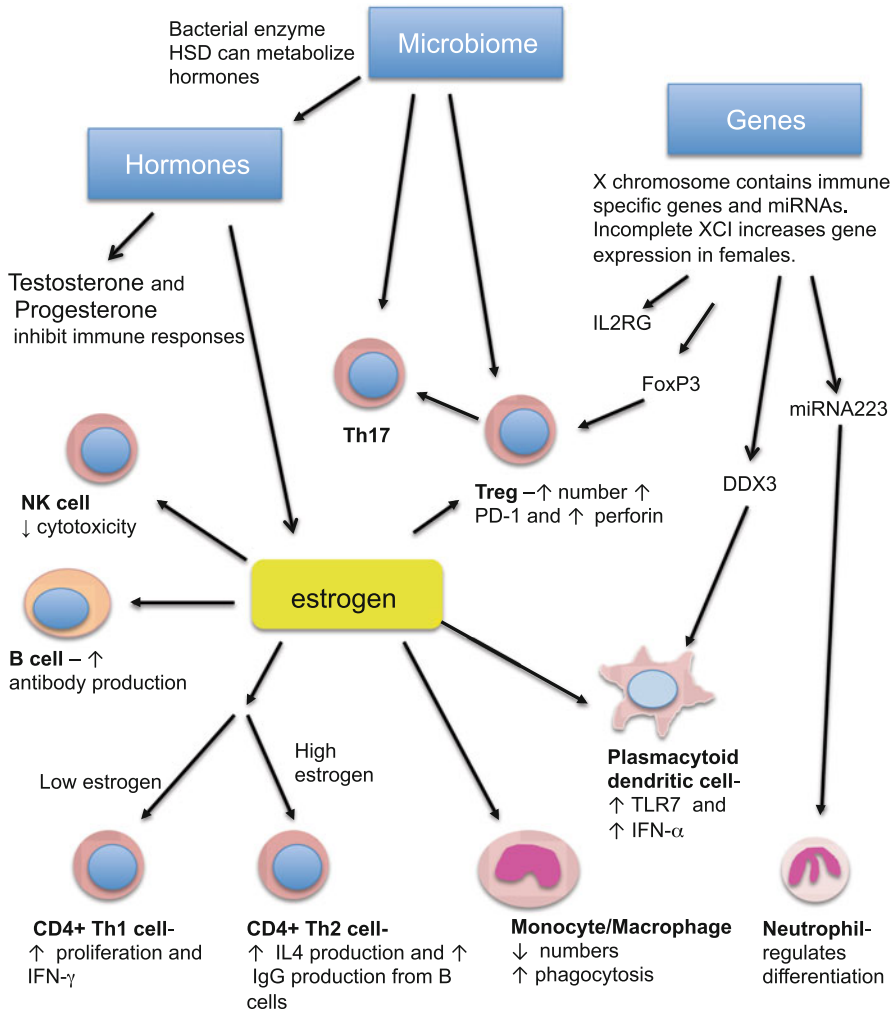 Bacterial enzyme
HSD can metabolize
hormones
Microbiome
Hormones
Genes
X chromosome contains immune
specific genes and miRNAs.
Incomplete XCI increases gene
expression in females.
Testosterone and
Progesterone
inhibit immune responses
IL2RG
FoxP3
miRNA223
DDX3
Th17
Treg –↑ number ↑
PD-1 and ↑ perforin
NK cell
↓ cytotoxicity
estrogen
B cell – ↑
antibody production
Low estrogen
High
estrogen
Plasmacytoid
dendritic cell-
↑ TLR7 and
↑ IFN-α
CD4+ Th1 cell-
↑ proliferation and
IFN-γ
CD4+ Th2 cell-
↑ IL4 production and ↑
IgG production from B
cells
Monocyte/Macrophage
↓ numbers
↑ phagocytosis
Neutrophil-
regulates
differentiation